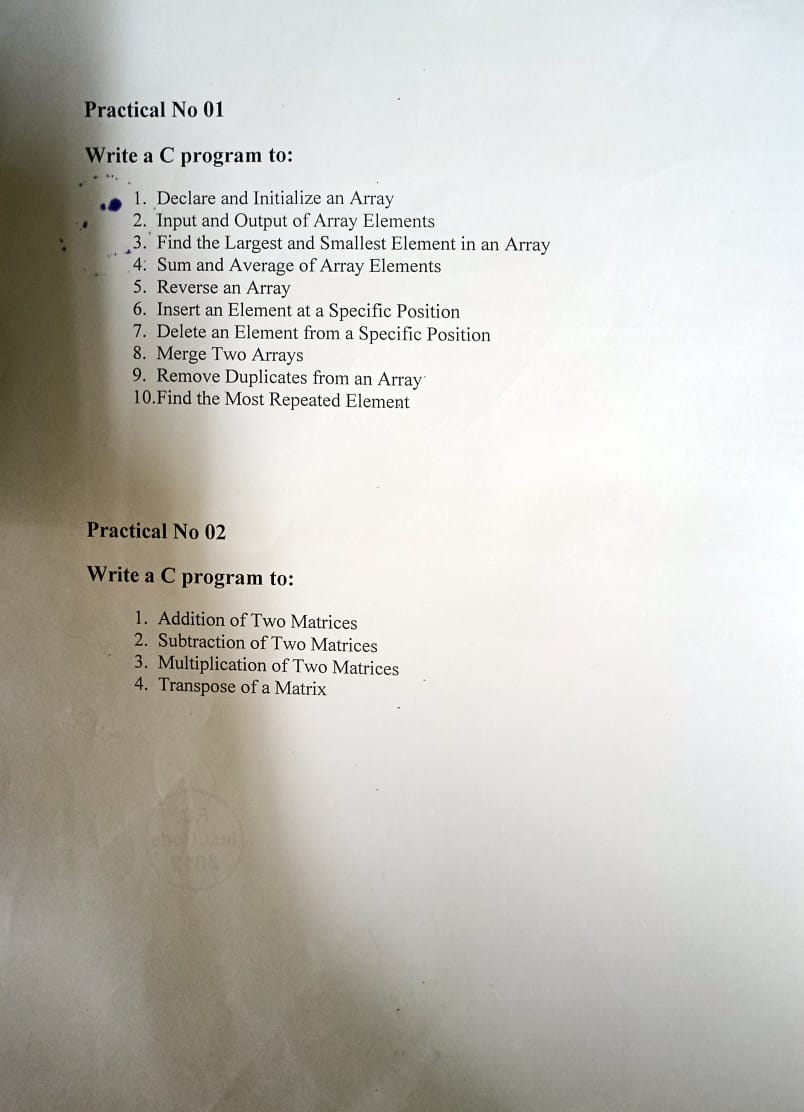 Practical No 01
Write a C program to:
1. Declare and Initialize an Array
2. Input and Output of Array Elements
3. Find the Largest and Smallest Element in an Array
4. Sum and Average of Array Elements
5. Reverse an Array
6. Insert an Element at a Specific Position
7. Delete an Element from a Specific Position
8. Merge Two Arrays
9. Remove Duplicates from an Array
10.Find the Most Repeated Element
Practical No 02
Write a C program to:
1. Addition of Two Matrices
2. Subtraction of Two Matrices
3. Multiplication of Two Matrices
4. Transpose of a Matrix